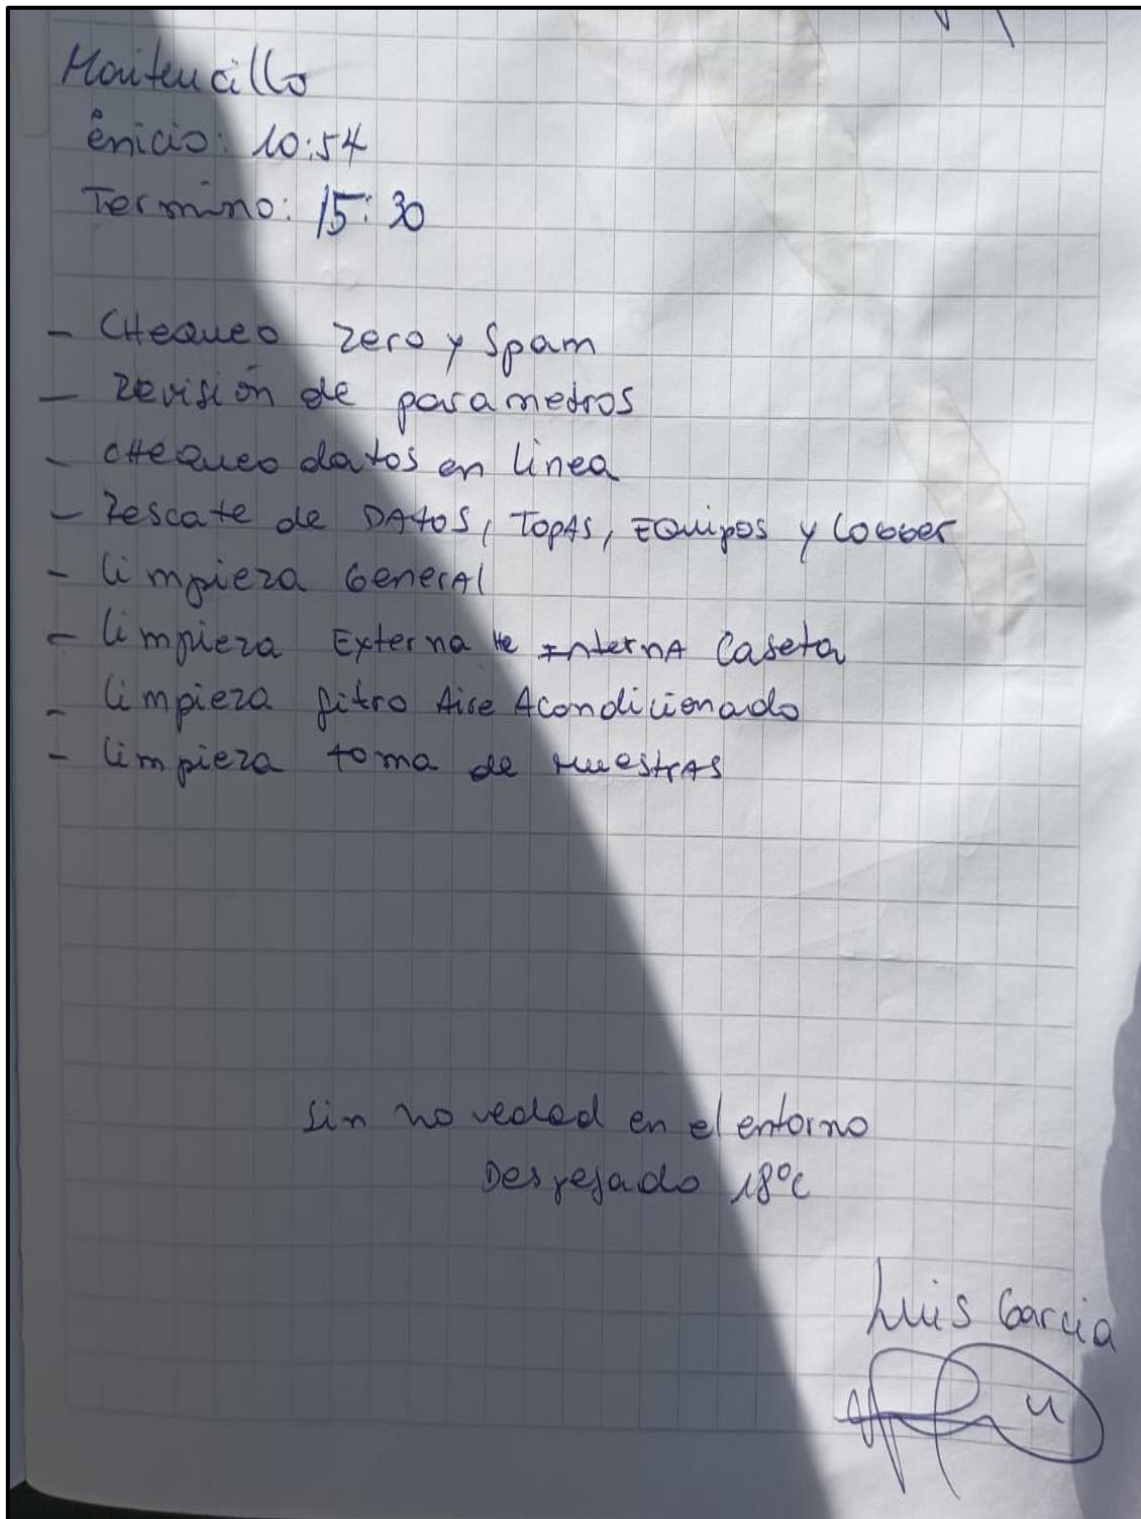 Maitencillo
Inicio: 10:54
Termino: 15:30
- CHequeo zero y Spam
- Revisión de parametros
- CHequeo datos en linea
- Rescate de DAtos, TopAs, EQuipos y Logger
- limpieza GenerAl
- limpieza Externa e InternA Caseta
- limpieza fitro Aire Acondicionado
- limpieza toma de MuestrAs
Sin novedad en el entorno
Despejado 18°c
Luis Garcia